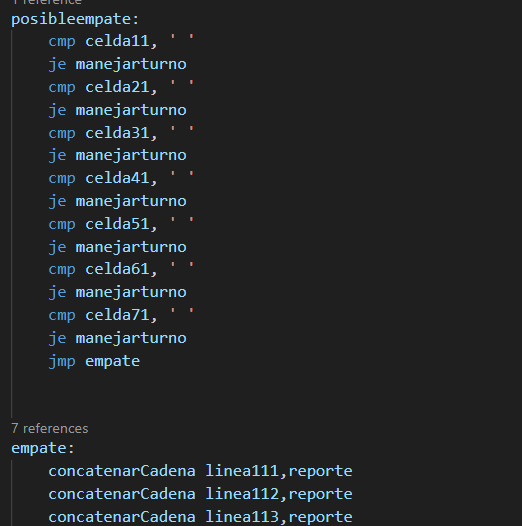 1 reference
posibleempate:
cmp celda11, ' '
je manejarturno
cmp celda21, ' '
je manejarturno
cmp celda31, ' '
je manejarturno
cmp celda41, ' '
je manejarturno
cmp celda51, ' '
je manejarturno
cmp celda61, ' '
je manejarturno
cmp celda71, ' '
je manejarturno
jmp empate
7 references
empate:
concatenarCadena linea111,reporte
concatenarCadena linea112,reporte
concatenarCadena linea113,reporte